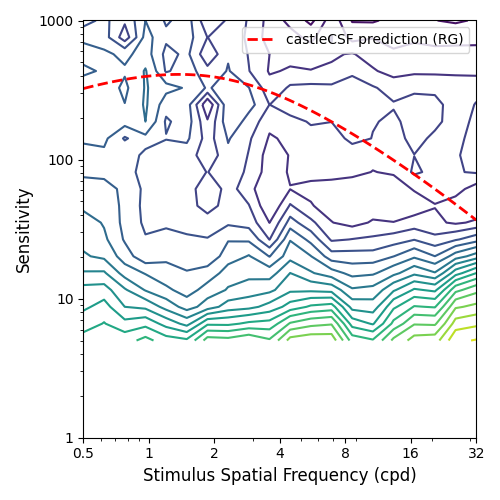 1000
castleCSF prediction (RG)
100
10
1
Sensitivity
0.5 1 2 4 8 16 32
Stimulus Spatial Frequency (cpd)